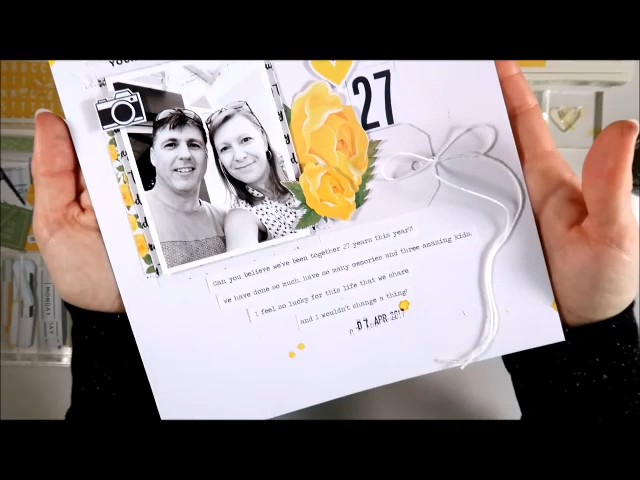 YOU
27
Can you believe we've been together 27 years this year?
We have done so much, have so many memories and three amazing kids.
I feel so lucky for this life that we share
and I wouldn't change a thing!
07 APR 2017
MONDAY